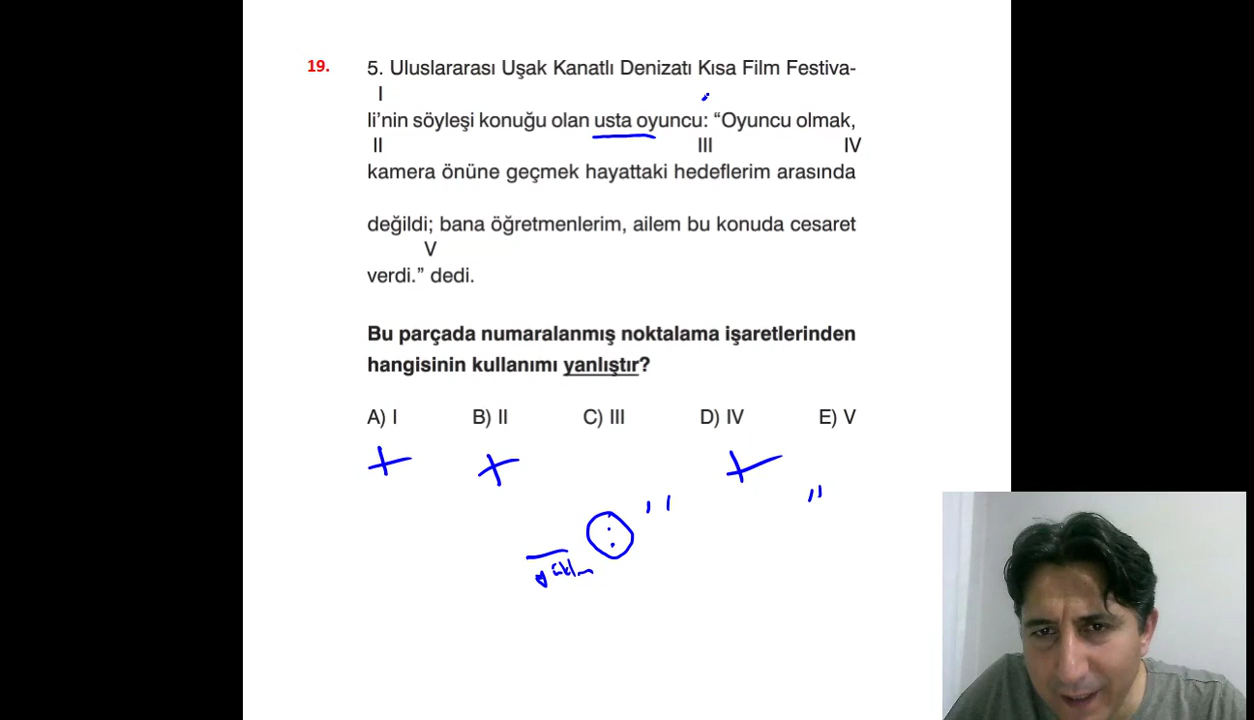 19.
5. Uluslararası Uşak Kanatlı Denizatı Kısa Film Festiva-
I
li’nin söyleşi konuğu olan usta oyuncu: “Oyuncu olmak,
II III IV
kamera önüne geçmek hayattaki hedeflerim arasında
değildi; bana öğretmenlerim, ailem bu konuda cesaret
V
verdi.” dedi.
Bu parçada numaralanmış noktalama işaretlerinden
hangisinin kullanımı yanlıştır?
A) I B) II C) III D) IV E) V